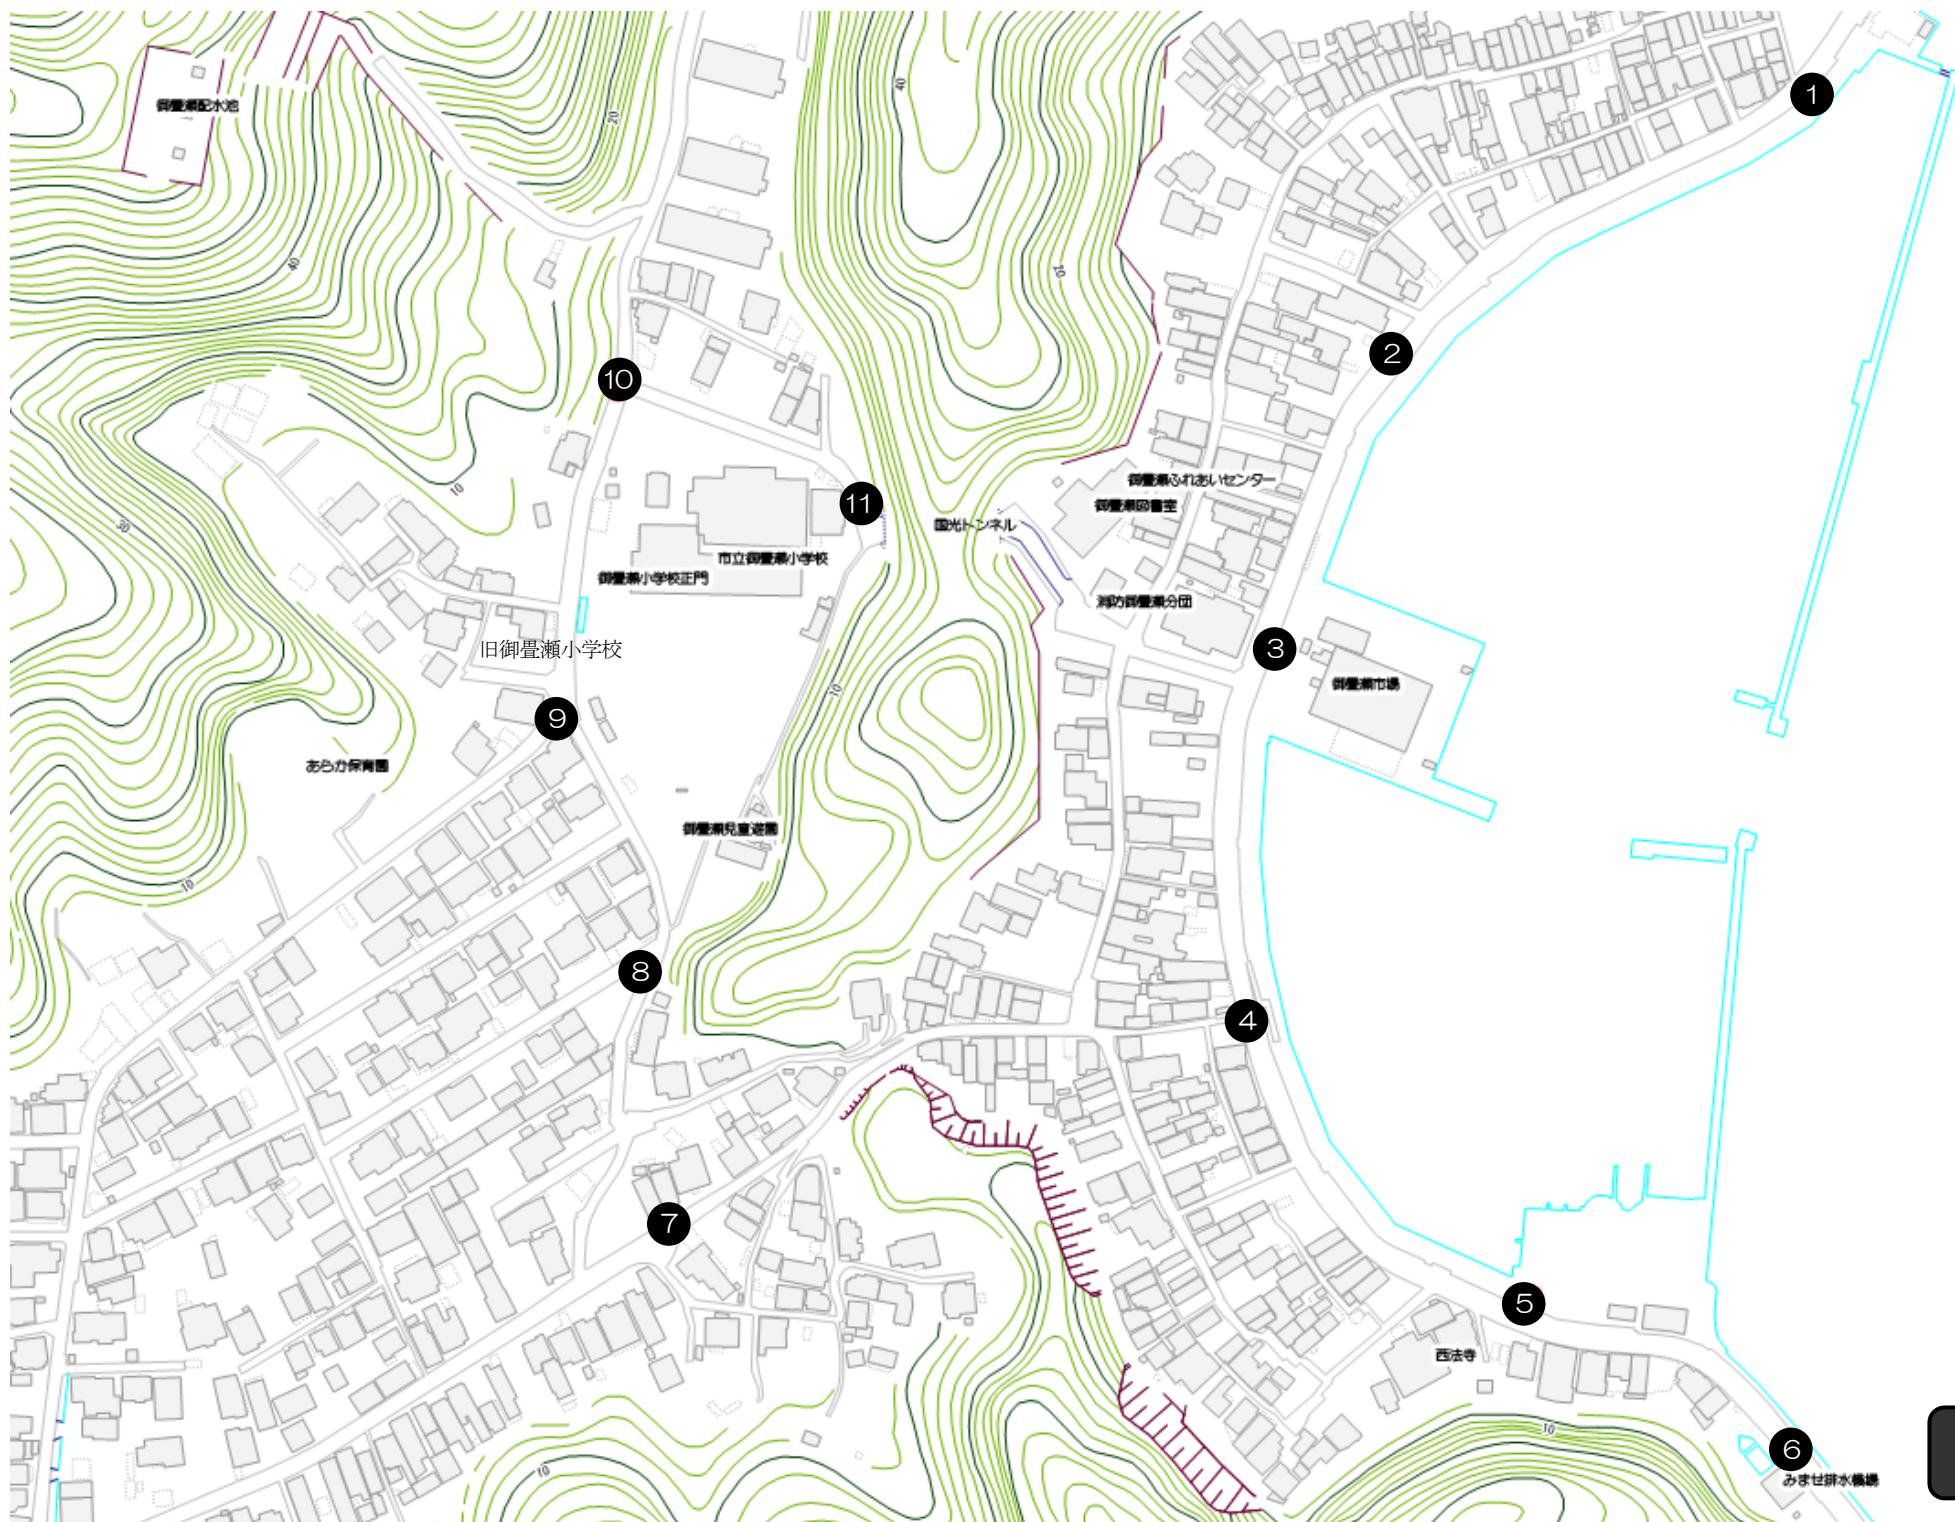 1
40
20
御畳瀬配水池
40
20
2
10
御畳瀬ふれあいセンター
10
11
御畳瀬図書室
国光トンネル
30
市立御畳瀬小学校
御畳瀬小学校正門
消防御畳瀬分団
旧御畳瀬小学校
3
御畳瀬市場
10
9
あらか保育園
御畳瀬児童遊園
10
8
4
7
5
西法寺
10
6
10
みませ排水機場